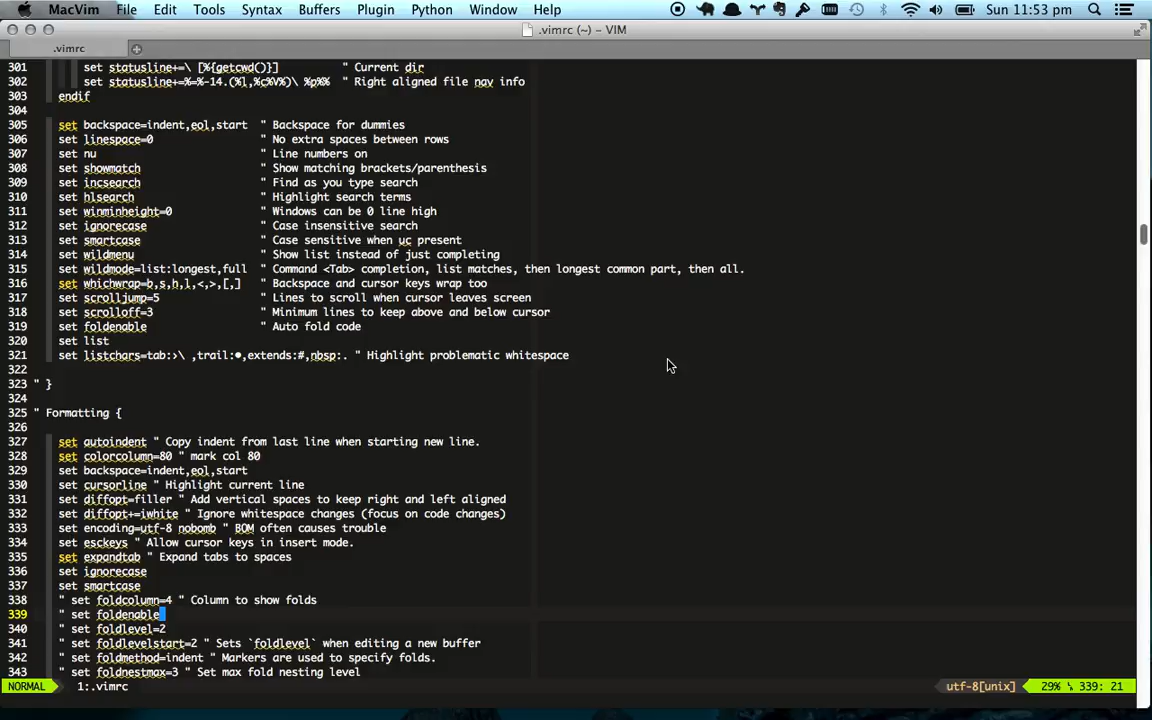 MacVim File Edit Tools Syntax Buffers Plugin Python Window Help Sun 11:53 pm
.vimrc (~) – VIM
.vimrc
301 set statusline+=\ [%{getcwd()}] " Current dir
302 set statusline+=%=%-14.(%l,%c%V%)\ %p%% " Right aligned file nav info
303 endif
304
305 set backspace=indent,eol,start " Backspace for dummies
306 set linespace=0 " No extra spaces between rows
307 set nu " Line numbers on
308 set showmatch " Show matching brackets/parenthesis
309 set incsearch " Find as you type search
310 set hlsearch " Highlight search terms
311 set winminheight=0 " Windows can be 0 line high
312 set ignorecase " Case insensitive search
313 set smartcase " Case sensitive when uc present
314 set wildmenu " Show list instead of just completing
315 set wildmode=list:longest,full " Command <Tab> completion, list matches, then longest common part, then all.
316 set whichwrap=b,s,h,l,<,>,[,] " Backspace and cursor keys wrap too
317 set scrolljump=5 " Lines to scroll when cursor leaves screen
318 set scrolloff=3 " Minimum lines to keep above and below cursor
319 set foldenable " Auto fold code
320 set list
321 set listchars=tab:›\ ,trail:•,extends:#,nbsp:. " Highlight problematic whitespace
322
323 " }
324
325 " Formatting {
326
327 set autoindent " Copy indent from last line when starting new line.
328 set colorcolumn=80 " mark col 80
329 set backspace=indent,eol,start
330 set cursorline " Highlight current line
331 set diffopt=filler " Add vertical spaces to keep right and left aligned
332 set diffopt+=iwhite " Ignore whitespace changes (focus on code changes)
333 set encoding=utf-8 nobomb " BOM often causes trouble
334 set esckeys " Allow cursor keys in insert mode.
335 set expandtab " Expand tabs to spaces
336 set ignorecase
337 set smartcase
338 " set foldcolumn=4 " Column to show folds
339 " set foldenable
340 " set foldlevel=2
341 " set foldlevelstart=2 " Sets `foldlevel` when editing a new buffer
342 " set foldmethod=indent " Markers are used to specify folds.
343 " set foldnestmax=3 " Set max fold nesting level
NORMAL 1:.vimrc utf-8[unix] 29% 339: 21